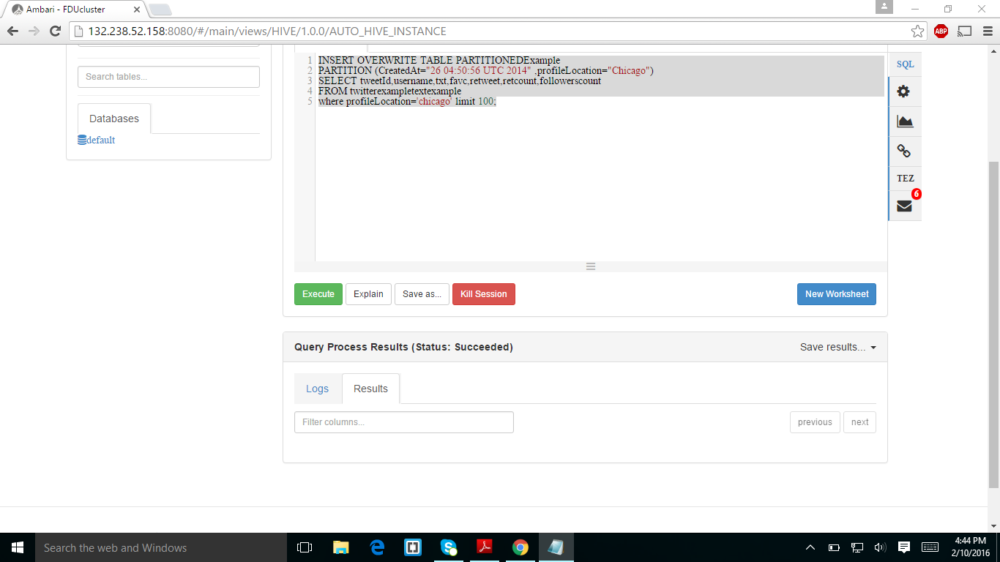 Ambari - FDUcluster
132.238.52.158:8080/#/main/views/HIVE/1.0.0/AUTO_HIVE_INSTANCE
ABP
Search tables...
Databases
default
1 INSERT OVERWRITE TABLE PARTITIONEDExample
2 PARTITION (CreatedAt="26 04:50:56 UTC 2014" ,profileLocation="Chicago")
3 SELECT tweetId,username,txt,favc,retweet,retcount,followerscount
4 FROM twitterexampletextexample
5 where profileLocation='chicago' limit 100;
SQL
TEZ
6
Execute Explain Save as... Kill Session New Worksheet
Query Process Results (Status: Succeeded) Save results...
Logs Results
Filter columns... previous next
Search the web and Windows
4:44 PM
2/10/2016